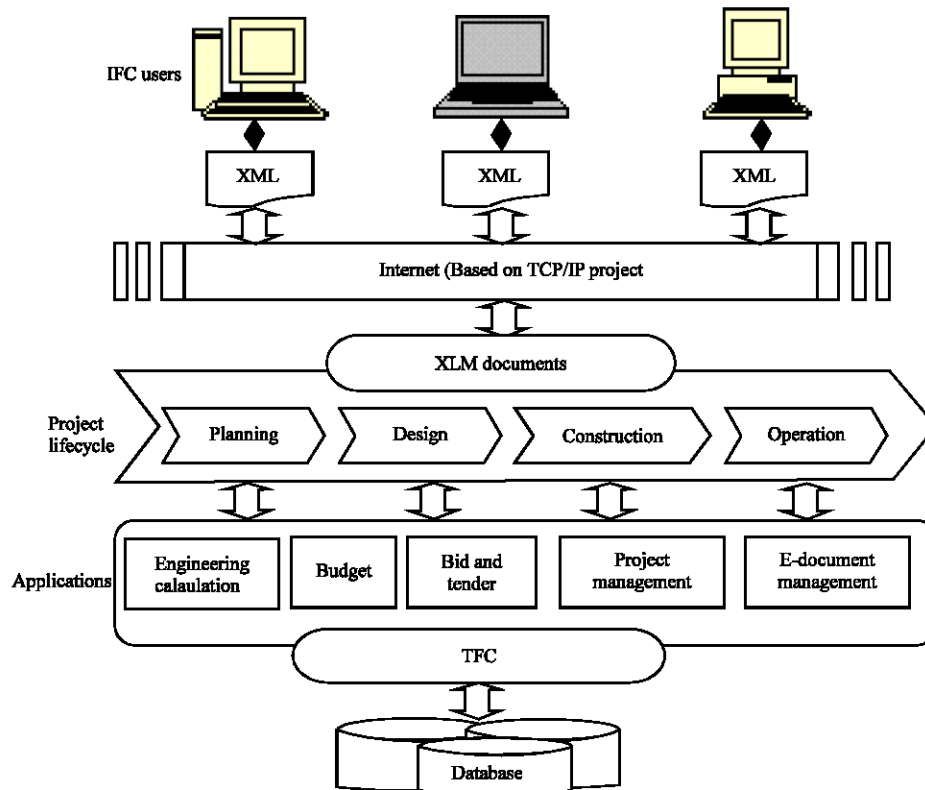 IFC users
XML
XML
XML
Internet (Based on TCP/IP project
XLM documents
Project
lifecycle
Planning
Design
Construction
Operation
Applications
Engineering
calaulation
Budget
Bid and
tender
Project
management
E-document
management
TFC
Database